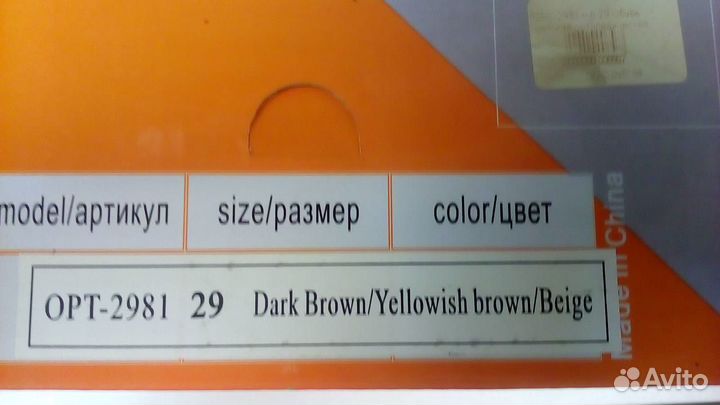 model/артикул size/размер color/цвет
OPT-2981 29 Dark Brown/Yellowish brown/Beige
Made in China
Avito